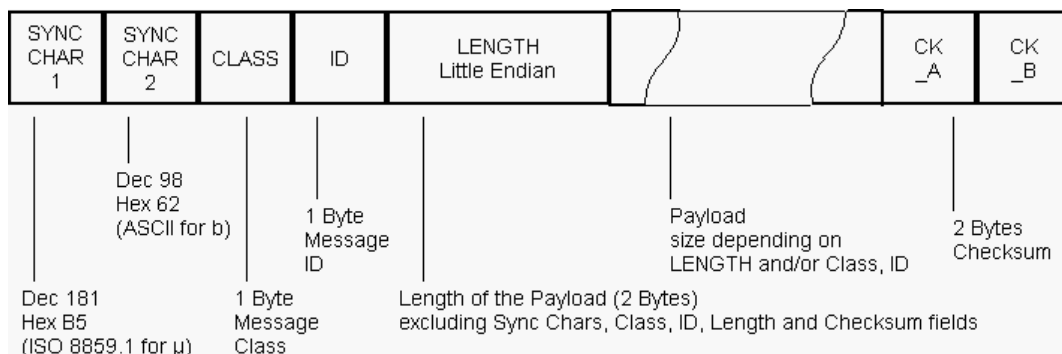 SYNC
CHAR
1
SYNC
CHAR
2
CLASS
ID
LENGTH
Little Endian
CK
_A
CK
_B
Dec 98
Hex 62
(ASCII for b)
1 Byte
Message
ID
Payload
size depending on
LENGTH and/or Class, ID
2 Bytes
Checksum
Dec 181
Hex B5
(ISO 8859.1 for µ)
1 Byte
Message
Class
Length of the Payload (2 Bytes)
excluding Sync Chars, Class, ID, Length and Checksum fields